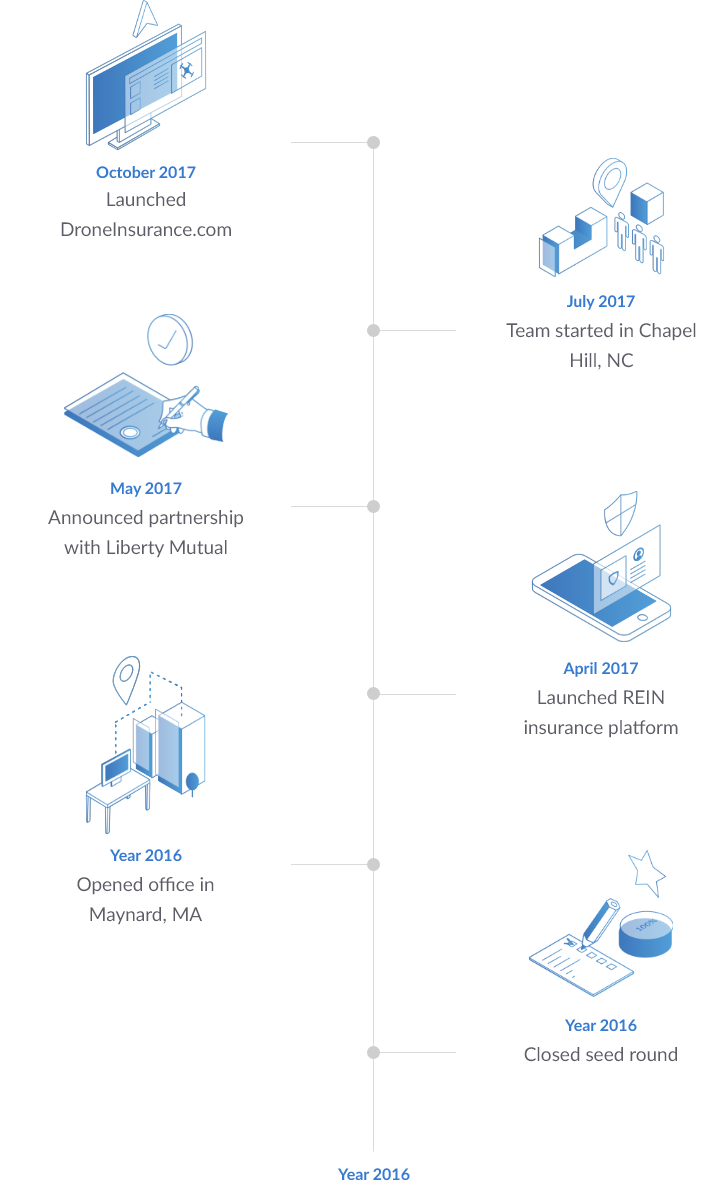 October 2017
Launched
DroneInsurance.com
July 2017
Team started in Chapel
Hill, NC
May 2017
Announced partnership
with Liberty Mutual
April 2017
Launched REIN
insurance platform
Year 2016
Opened office in
Maynard, MA
100%
Year 2016
Closed seed round
Year 2016